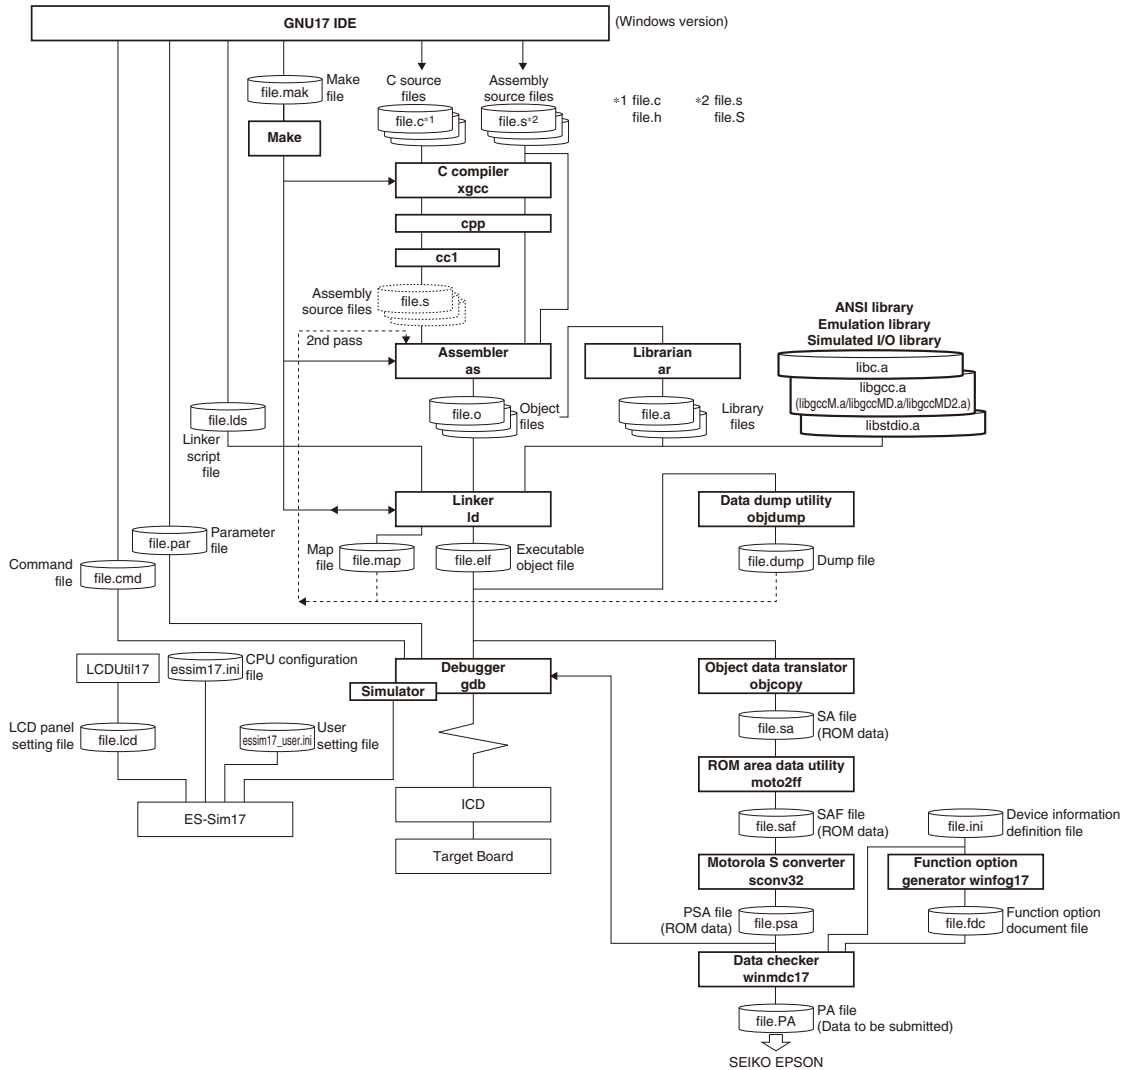 GNU17 IDE
(Windows version)
file.mak
Make
file
C source
files
Assembly
source files
file.c*1
file.s*2
*1 file.c
file.h
*2 file.s
file.S
Make
C compiler
xgcc
cpp
cc1
Assembly
source files
file.s
2nd pass
Assembler
as
Librarian
ar
ANSI library
Emulation library
Simulated I/O library
libc.a
libgcc.a
(libgccM.a/libgccMD.a/libgccMD2.a)
libstdio.a
file.lds
Linker
script
file
file.o
Object
files
file.a
Library
files
Linker
ld
Data dump utility
objdump
file.par
Parameter
file
Map
file
file.map
file.elf
Executable
object file
file.dump
Dump file
Command
file
file.cmd
LCDUtil17
essim17.ini
CPU configuration
file
Debugger
gdb
Simulator
Object data translator
objcopy
LCD panel
setting file
file.lcd
essim17_user.ini
User
setting file
file.sa
SA file
(ROM data)
ROM area data utility
moto2ff
ES-Sim17
ICD
Target Board
file.saf
SAF file
(ROM data)
file.ini
Device information
definition file
Motorola S converter
sconv32
Function option
generator winfog17
PSA file
(ROM data)
file.psa
file.fdc
Function option
document file
Data checker
winmdc17
file.PA
PA file
(Data to be submitted)
SEIKO EPSON